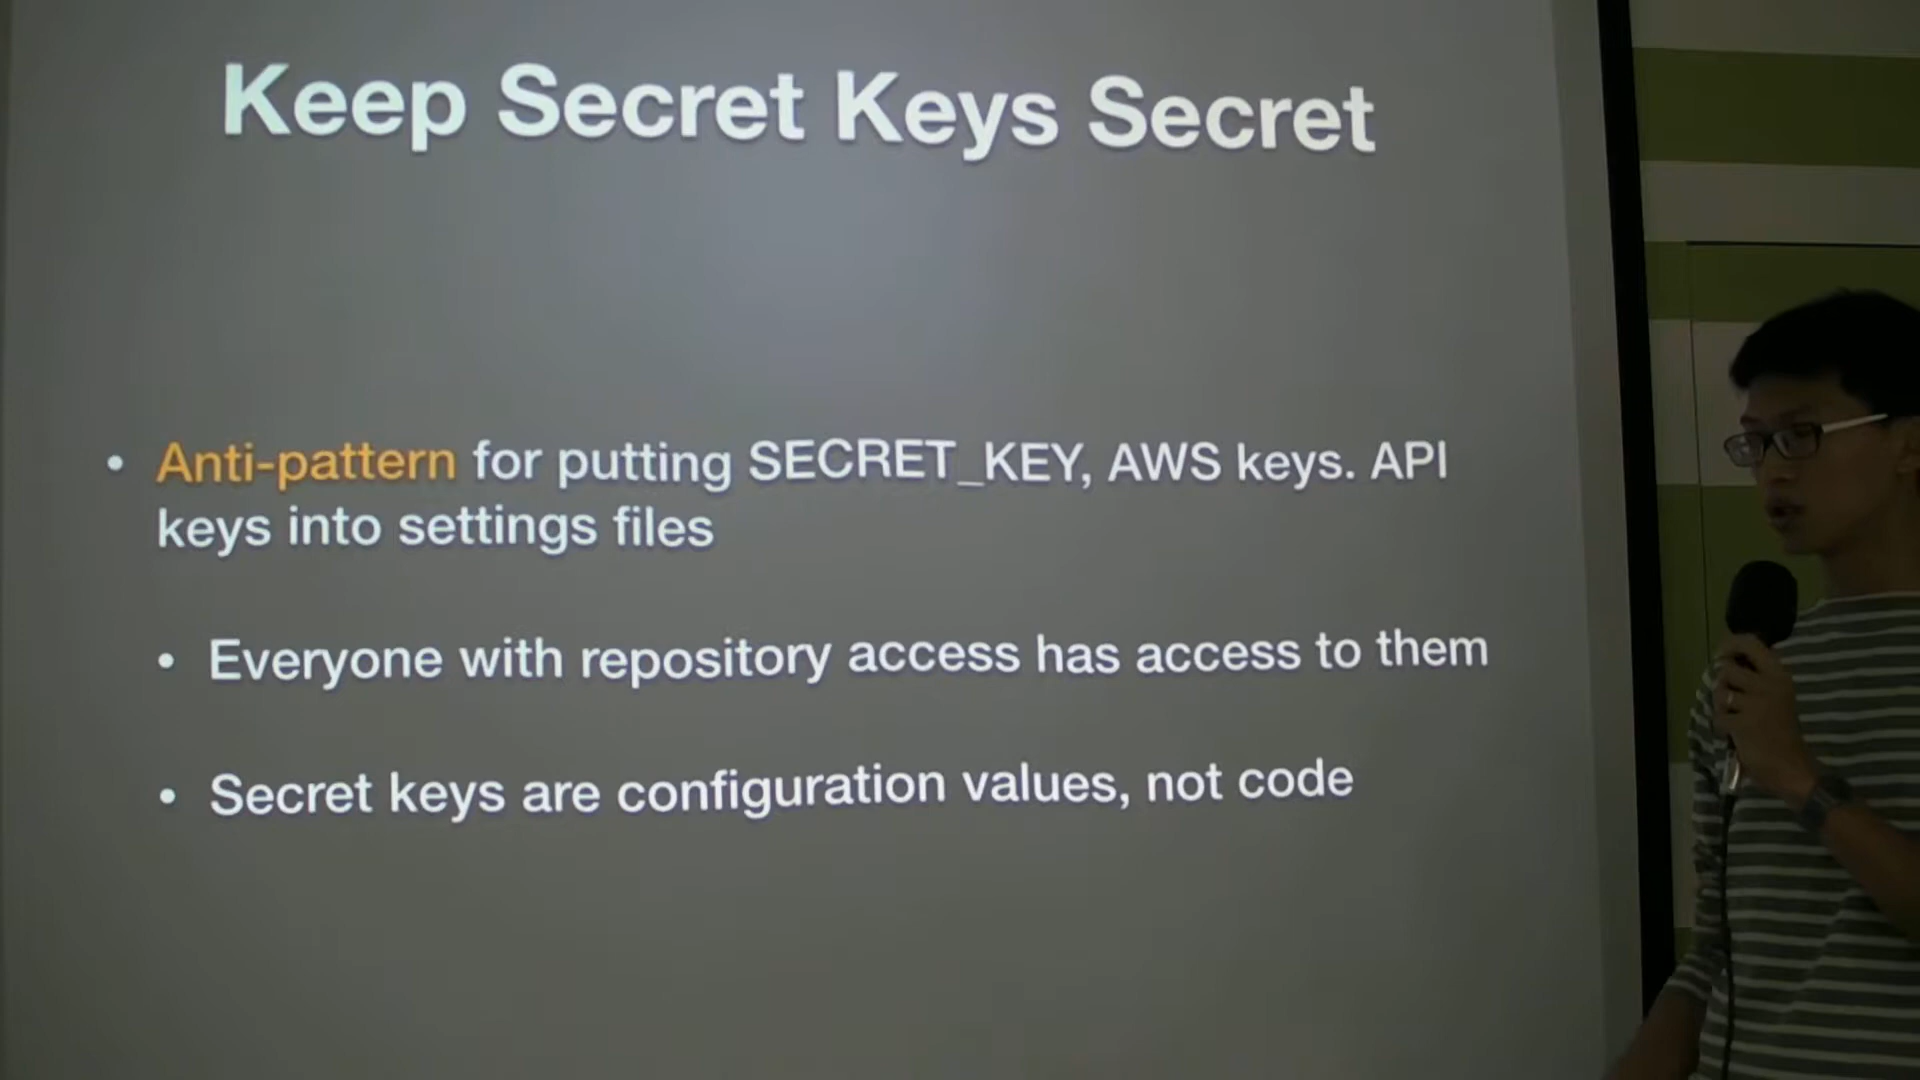 Keep Secret Keys Secret
• Anti-pattern for putting SECRET_KEY, AWS keys. API
keys into settings files
• Everyone with repository access has access to them
• Secret keys are configuration values, not code